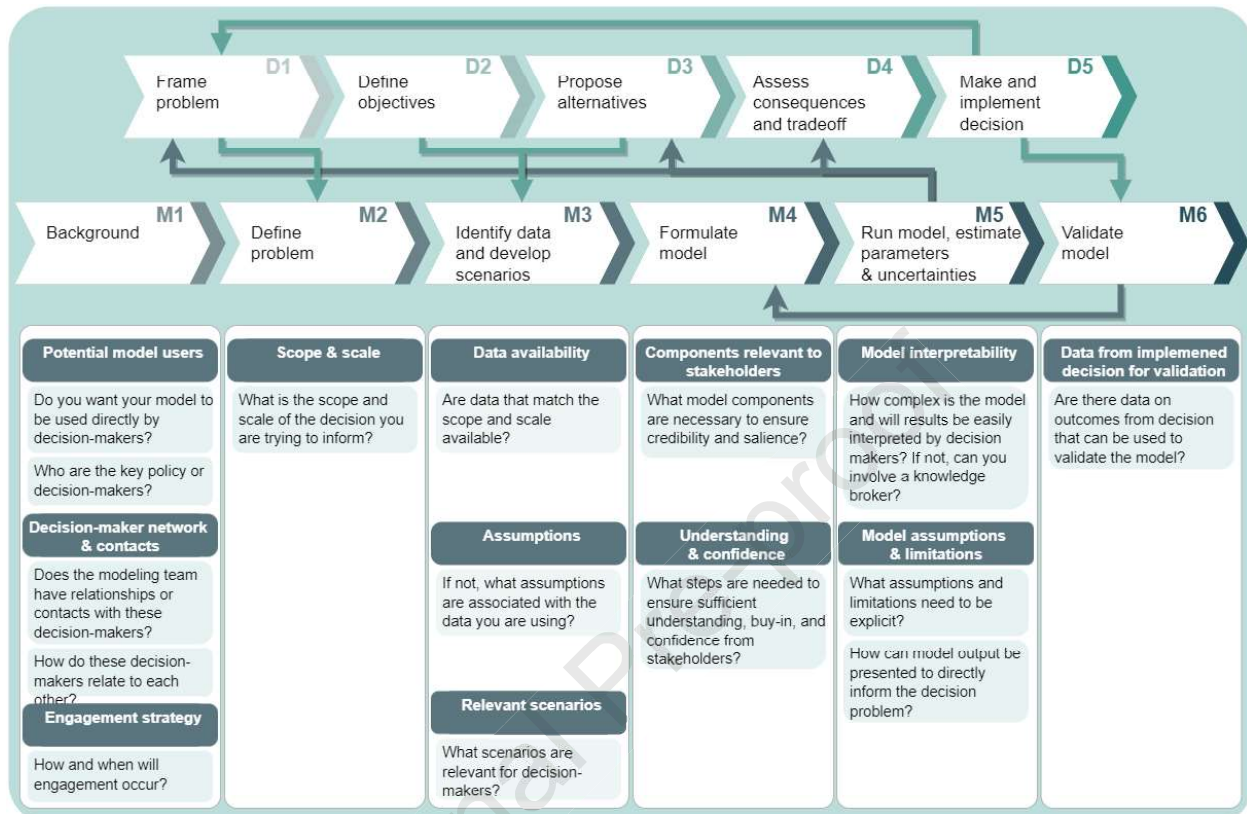 Frame
problem
D1
Define
objectives
D2
Propose
alternatives
D3
Assess
consequences
and tradeoff
D4
Make and
implement
decision
D5
Background
M1
Define
problem
M2
Identify data
and develop
scenarios
M3
Formulate
model
M4
Run model, estimate
parameters
& uncertainties
M5
Validate
model
M6
Potential model users
Do you want your model to
be used directly by
decision-makers?
Who are the key policy or
decision-makers?
Decision-maker network
& contacts
Does the modeling team
have relationships or
contacts with these
decision-makers?
How do these decision-
makers relate to each
other?
Engagement strategy
How and when will
engagement occur?
Scope & scale
What is the scope and
scale of the decision you
are trying to inform?
Data availability
Are data that match the
scope and scale
available?
Assumptions
If not, what assumptions
are associated with the
data you are using?
Relevant scenarios
What scenarios are
relevant for decision-
makers?
Components relevant to
stakeholders
What model components
are necessary to ensure
credibility and salience?
Understanding
& confidence
What steps are needed to
ensure sufficient
understanding, buy-in, and
confidence from
stakeholders?
Model interpretability
How complex is the model
and will results be easily
interpreted by decision
makers? If not, can you
involve a knowledge
broker?
Model assumptions
& limitations
What assumptions and
limitations need to be
explicit?
How can model output be
presented to directly
inform the decision
problem?
Data from implemened
decision for validation
Are there data on
outcomes from decision
that can be used to
validate the model?
nal Pre-proof